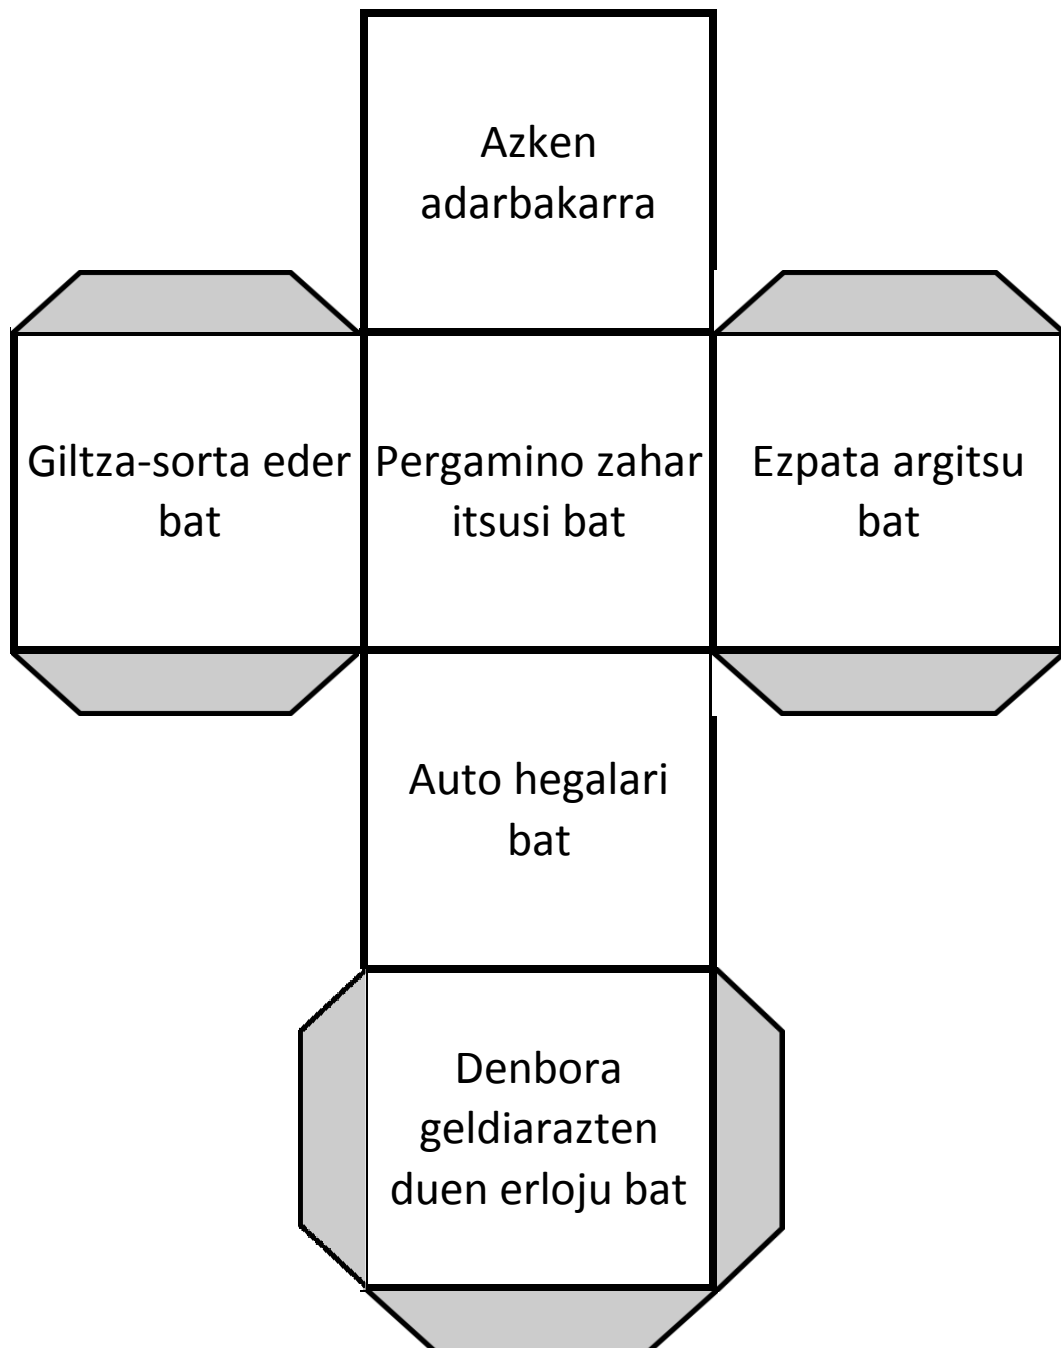 Azken
adarbakarra
Giltza-sorta eder
bat
Pergamino zahar
itsusi bat
Ezpata argitsu
bat
Auto hegalari
bat
Denbora
geldiarazten
duen erloju bat